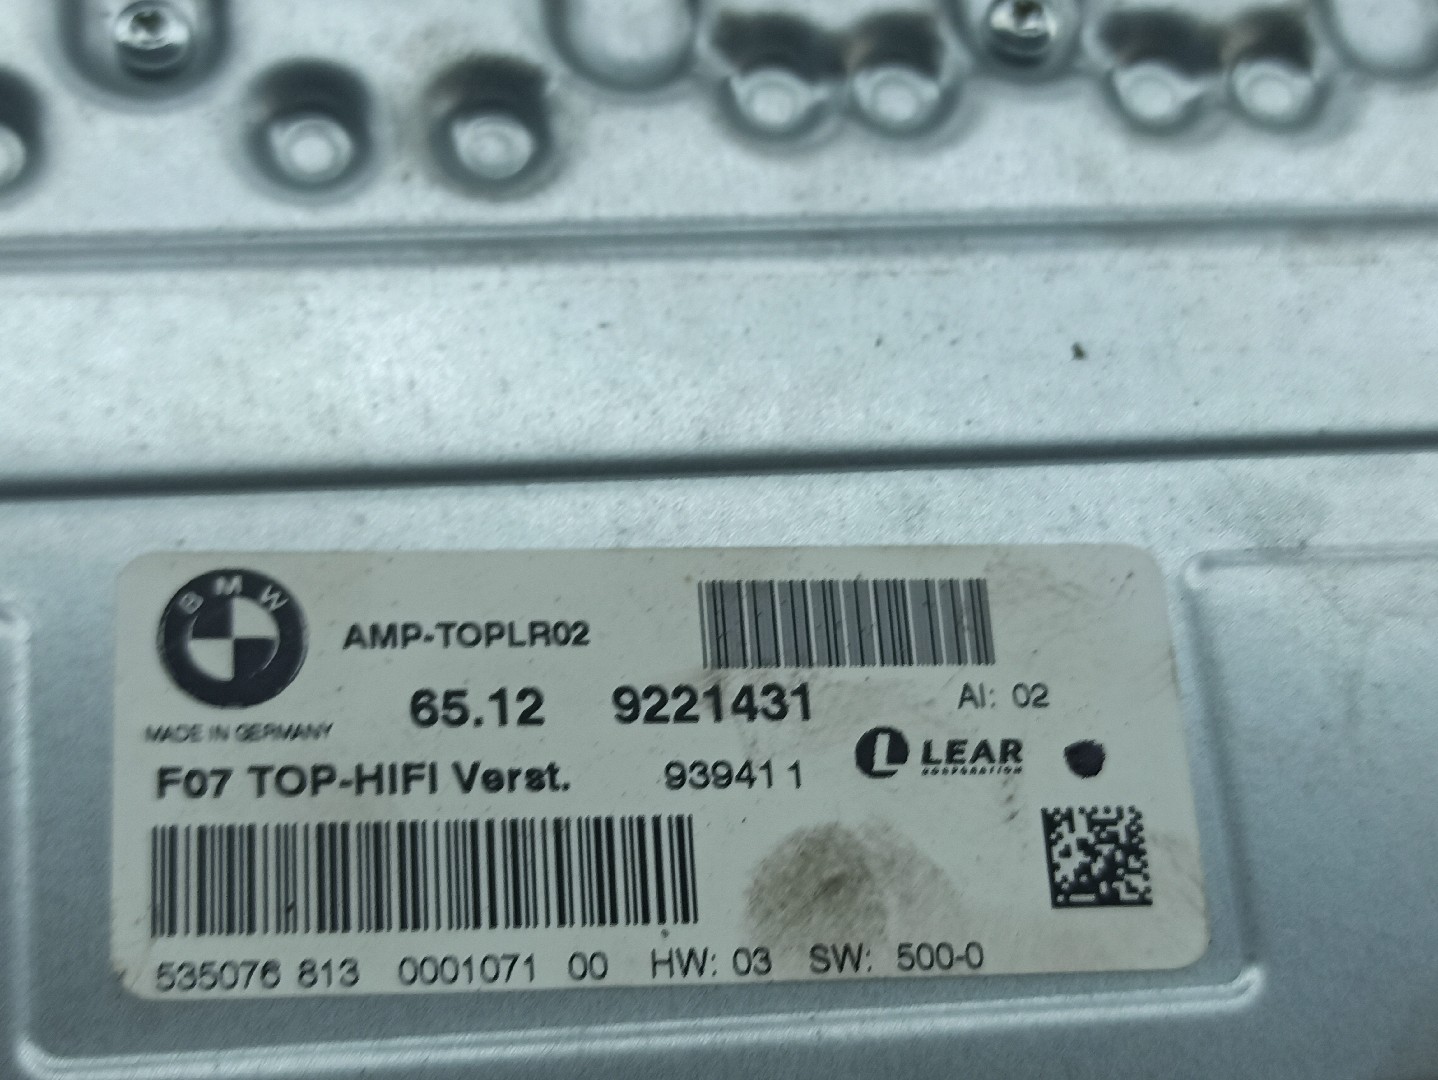 BMW
AMP-TOPLR02
65.12 9221431 AI: 02
MADE IN GERMANY
F07 TOP-HIFI Verst. 93941 1 LEAR
CORPORATION
535076 813 0001071 00 HW: 03 SW: 500-0